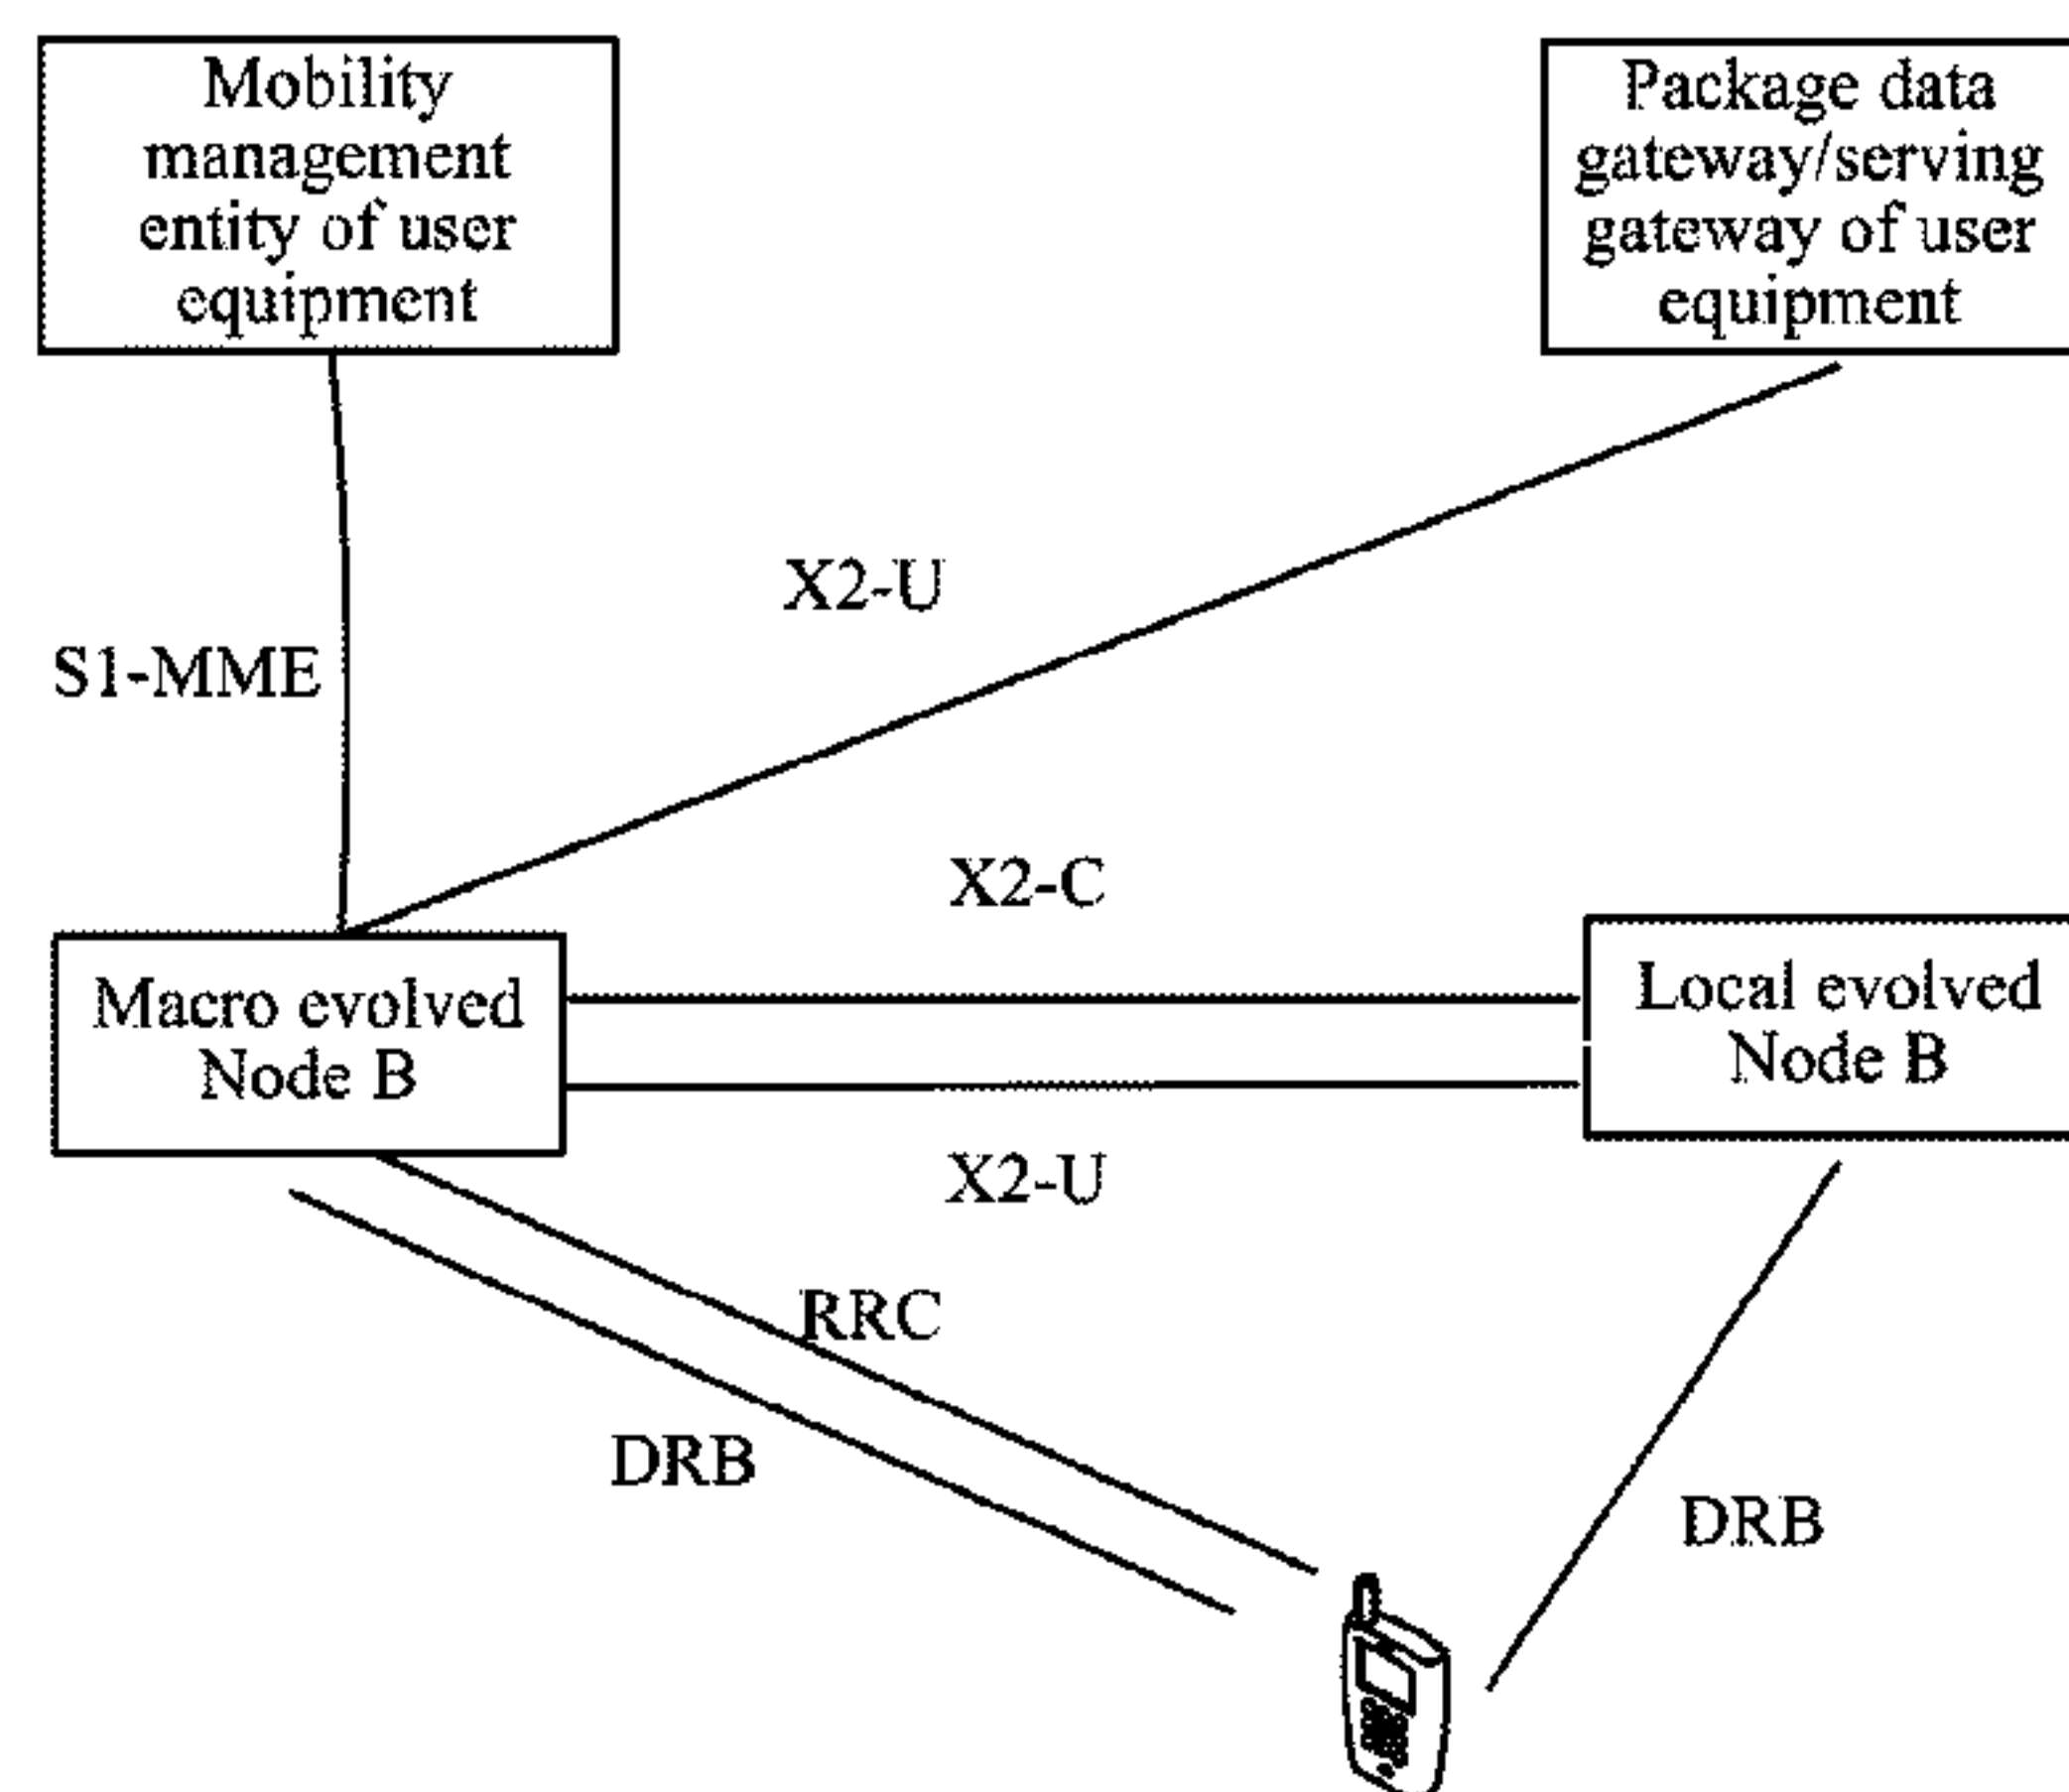 Mobility
management
entity of user
equipment
Package data
gateway/serving
gateway of user
equipment
X2-U
S1-MME
X2-C
Macro evolved
Node B
Local evolved
Node B
X2-U
RRC
DRB
DRB